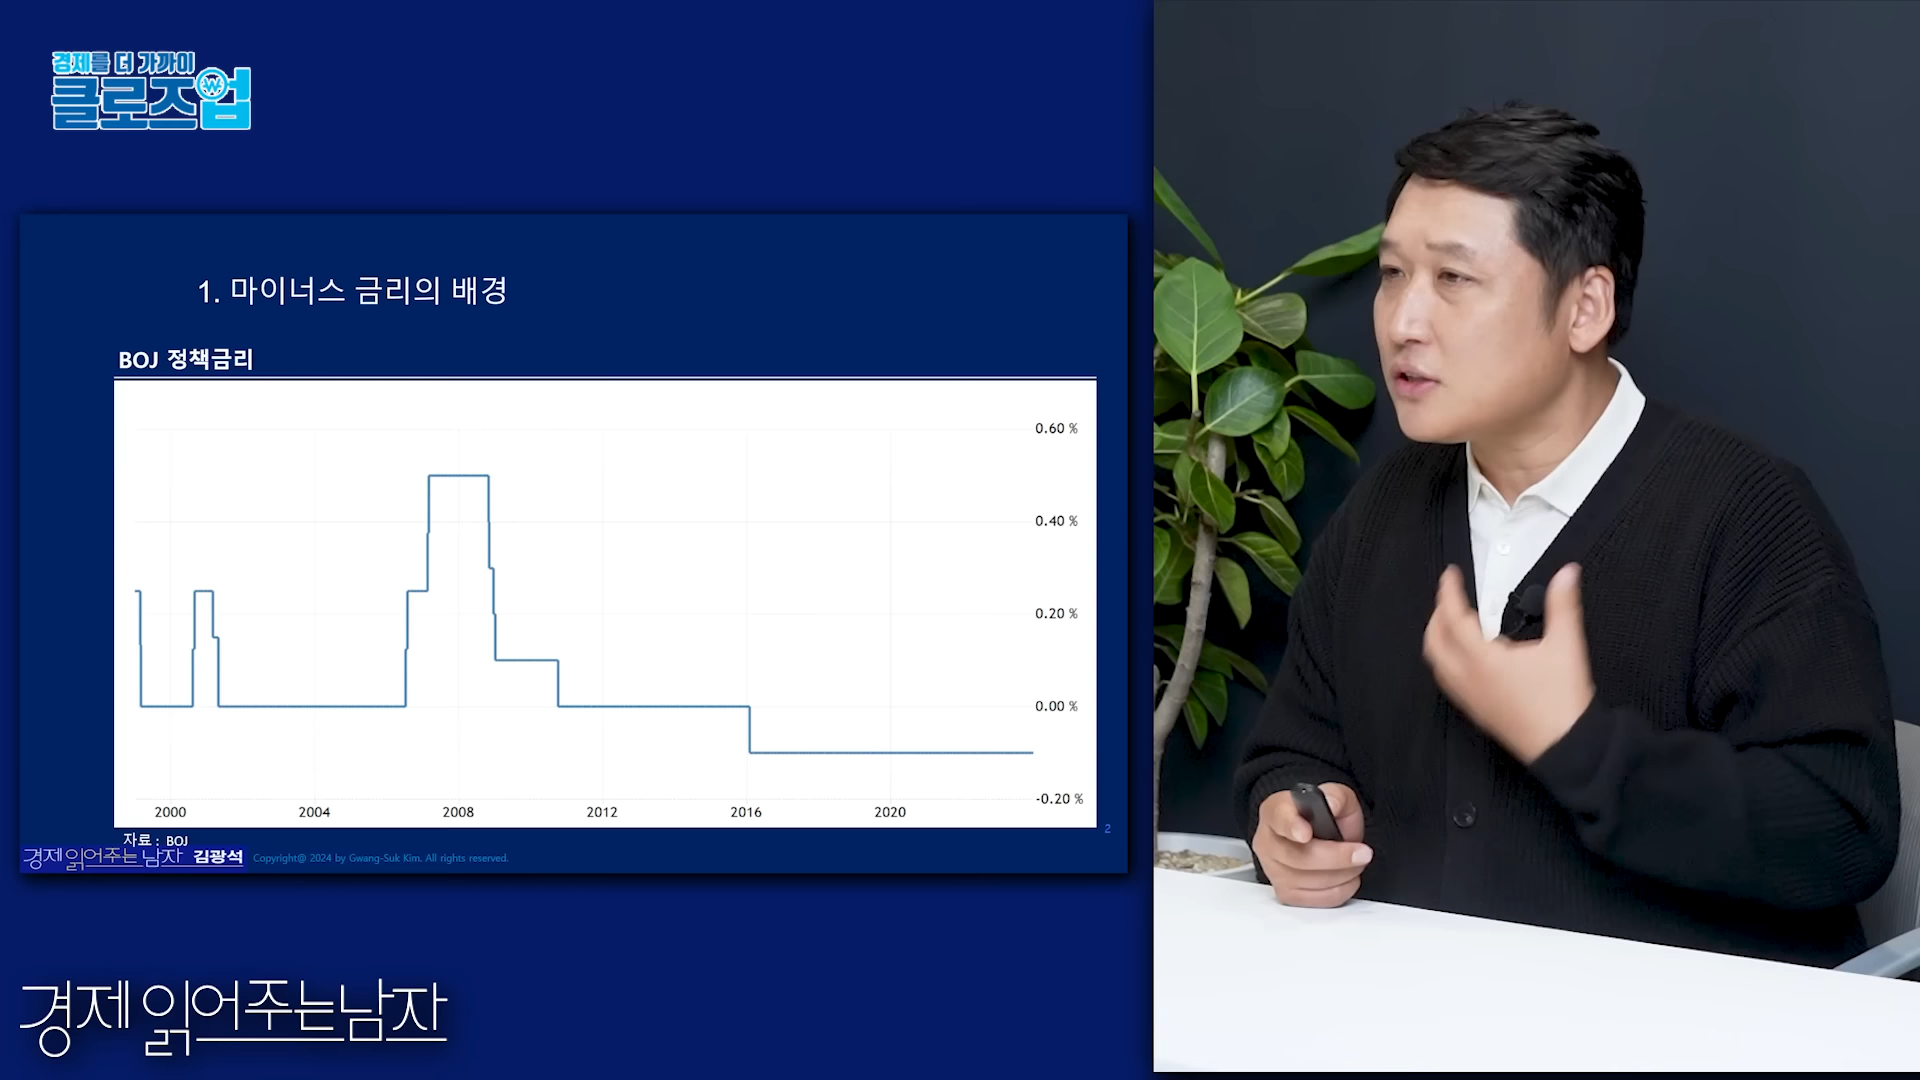 경제를 더 가까이
클로즈업
1. 마이너스 금리의 배경
BOJ 정책금리
0.60 %
0.40 %
0.20 %
0.00 %
-0.20 %
2000 2004 2008 2012 2016 2020
자료 : BOJ
2
경제 읽어주는 남자 김광석 Copyright@ 2024 by Gwang-Suk Kim. All rights reserved.
경제 읽어주는 남자